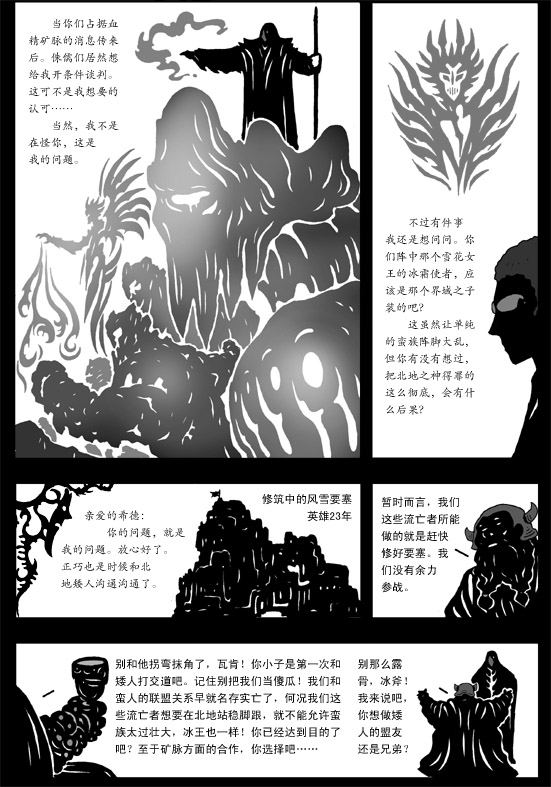 当你们占据血
精矿脉的消息传来
后。侏儒们居然想
给我开条件谈判。
这可不是我想要的
认可……
当然，我不是
在怪你，这是
我的问题。
不过有件事
我还是想问问。你
们阵中那个雪花女
王的冰霜使者，应
该是那个界域之子
装的吧？
这虽然让单纯
的蛮族阵脚大乱，
但你有没有想过，
把北地之神得罪的
这么彻底，会有什
么后果？
亲爱的希德：
你的问题，就是
我的问题。放心好了。
正巧也是时候和北
地矮人沟通沟通了。
修筑中的风雪要塞
英雄23年
暂时而言，我们
这些流亡者所能
做的就是赶快
修好要塞。我
们没有余力
参战。
别和他拐弯抹角了，瓦肯！你小子是第一次和
矮人打交道吧。记住别把我们当傻瓜！我们和
蛮人的联盟关系早就名存实亡了，何况我们这
些流亡者想要在北地站稳脚跟，就不能允许蛮
族太过壮大，冰王也一样！你已经达到目的了
吧？至于矿脉方面的合作，你选择吧……
别那么露
骨，冰斧！
我来说吧，
你想做矮
人的盟友
还是兄弟？